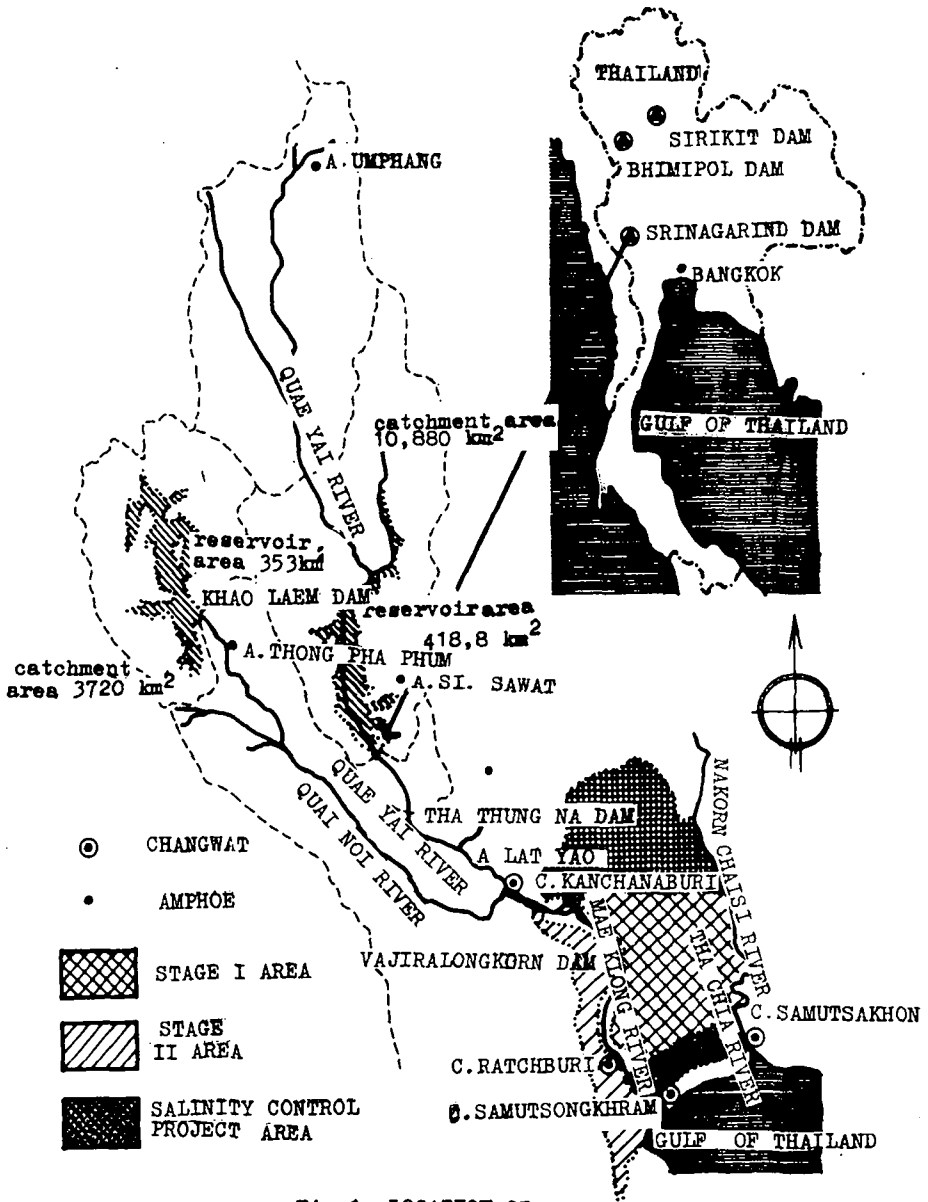 THAILAND
SIRIKIT DAM
BHIMIPOL DAM
SRINAGARIND DAM
BANGKOK
GULF OF THAILAND
A.UMPHANG
QUAE YAI RIVER
catchment area
10,880 km²
reservoir
area 353km²
KHAO LAEM DAM
reservoir area
418,8 km²
A.THONG PHA PHUM
catchment
area 3720 km²
A.SI. SAWAT
QUAE YAI RIVER
QUAI NOI RIVER
THA THUNG NA DAM
A LAT YAO
C.KANCHANABURI
VAJIRALONGKORN DAM
MAE KLONG RIVER
NAKORN CHAISI RIVER
THA CHIA RIVER
C.SAMUTSAKHON
C.RATCHBURI
C.SAMUTSONGKHRAM
GULF OF THAILAND
CHANGWAT
AMPHOE
STAGE I AREA
STAGE
II AREA
SALINITY CONTROL
PROJECT AREA